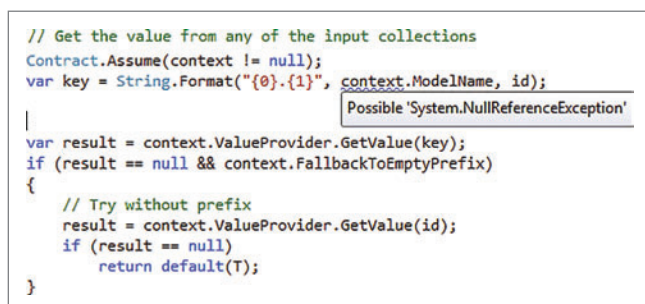 // Get the value from any of the input collections
Contract.Assume(context != null);
var key = String.Format("{0}.{1}", context.ModelName, id);
Possible 'System.NullReferenceException'
var result = context.ValueProvider.GetValue(key);
if (result == null && context.FallbackToEmptyPrefix)
{
    // Try without prefix
    result = context.ValueProvider.GetValue(id);
    if (result == null)
        return default(T);
}